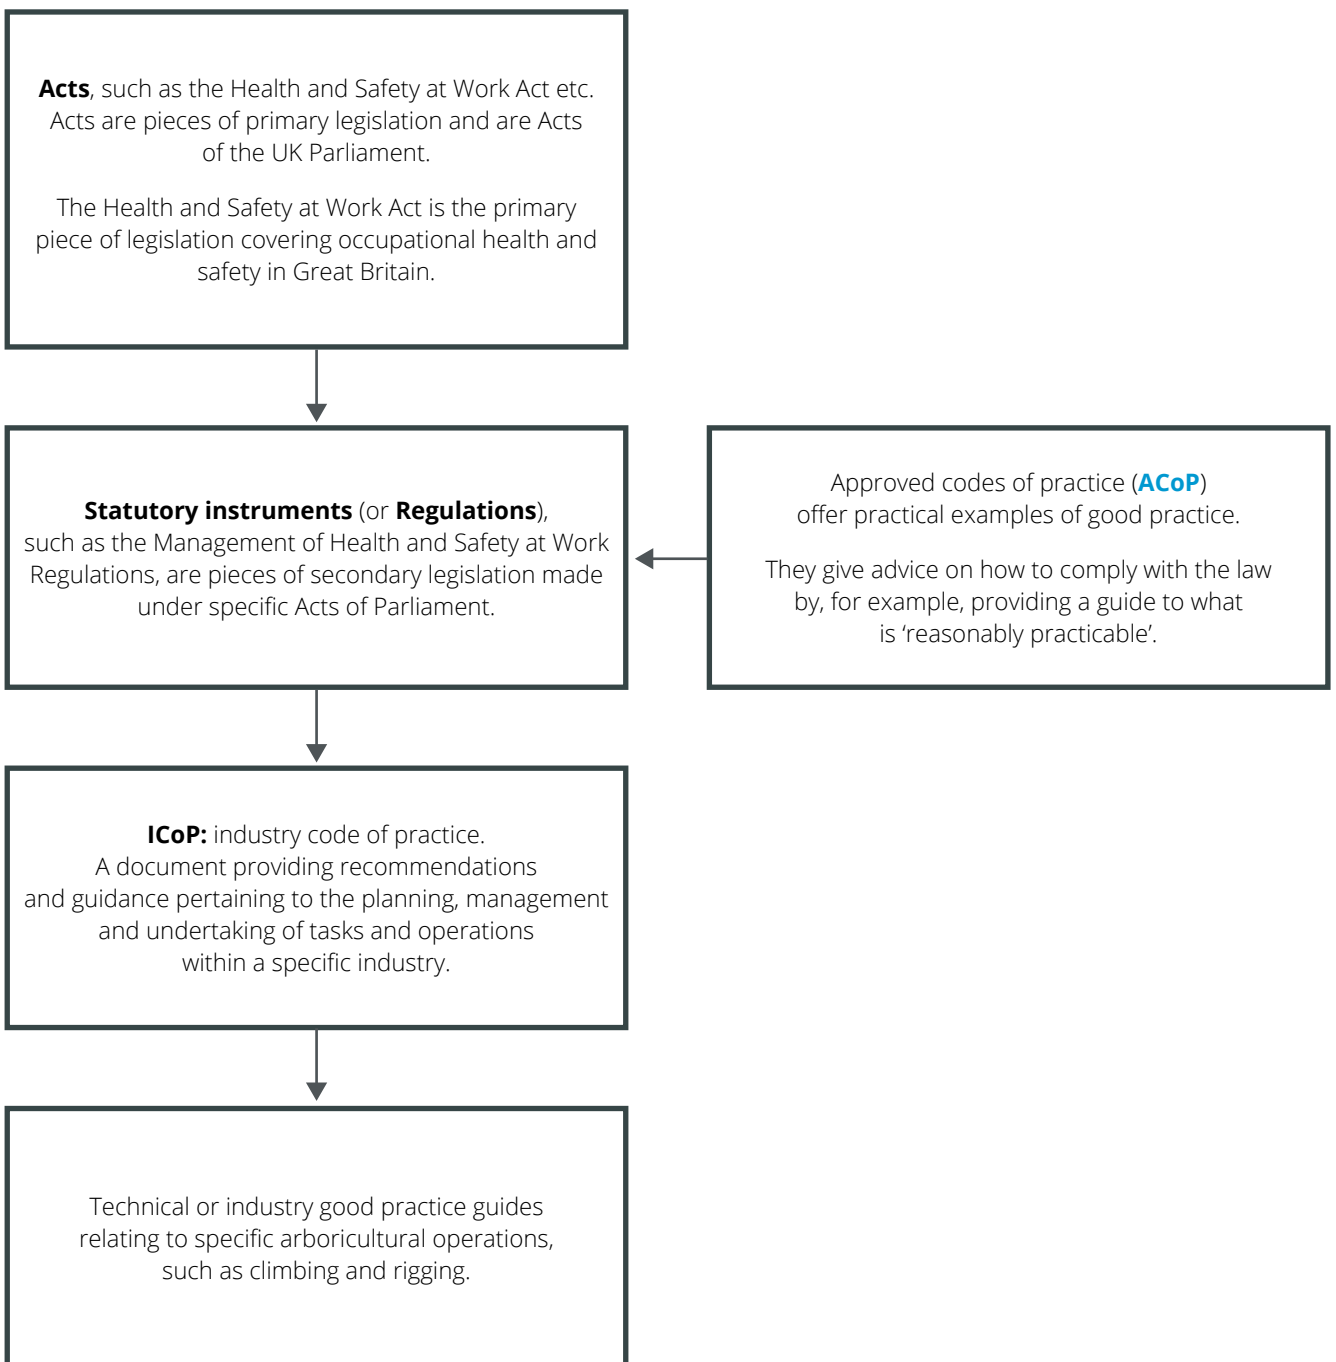 Acts, such as the Health and Safety at Work Act etc.
Acts are pieces of primary legislation and are Acts
of the UK Parliament.
The Health and Safety at Work Act is the primary
piece of legislation covering occupational health and
safety in Great Britain.
Statutory instruments (or Regulations),
such as the Management of Health and Safety at Work
Regulations, are pieces of secondary legislation made
under specific Acts of Parliament.
Approved codes of practice (ACoP)
offer practical examples of good practice.
They give advice on how to comply with the law
by, for example, providing a guide to what
is ‘reasonably practicable’.
ICoP: industry code of practice.
A document providing recommendations
and guidance pertaining to the planning, management
and undertaking of tasks and operations
within a specific industry.
Technical or industry good practice guides
relating to specific arboricultural operations,
such as climbing and rigging.